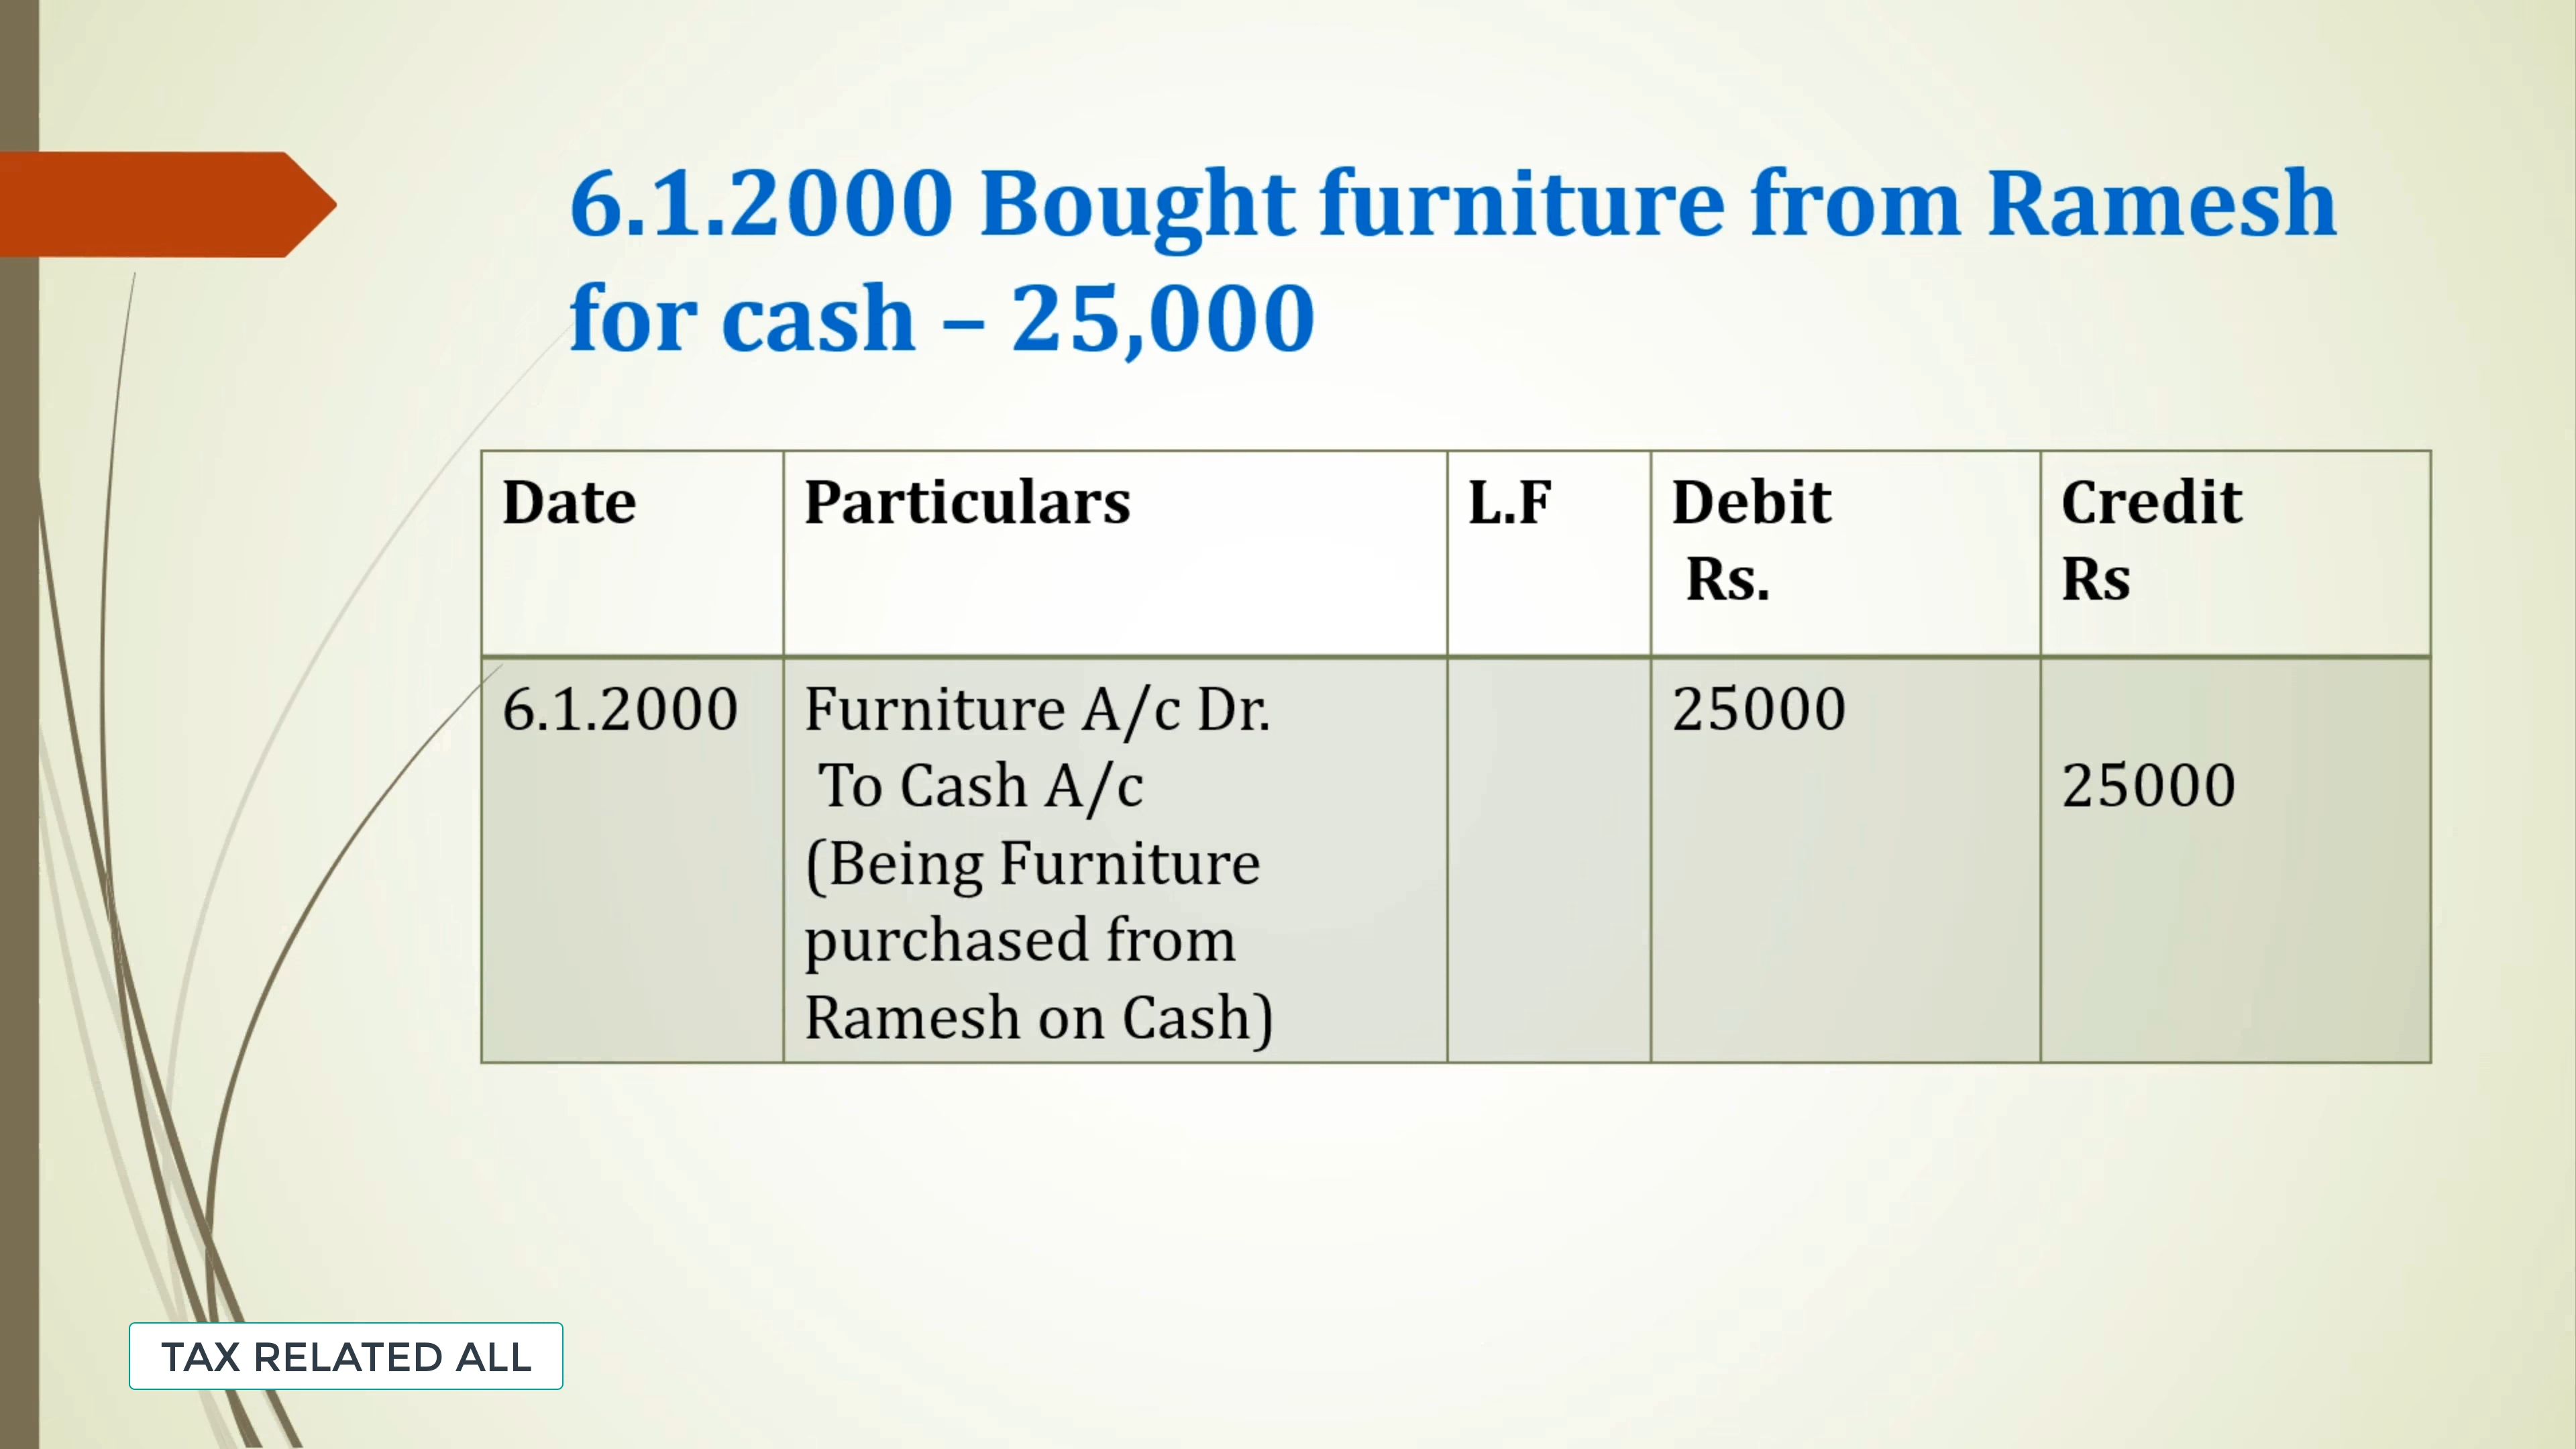 6.1.2000 Bought furniture from Ramesh
for cash – 25,000
Date
Particulars
L.F
Debit
Rs.
Credit
Rs
6.1.2000
Furniture A/c Dr.
To Cash A/c
(Being Furniture
purchased from
Ramesh on Cash)
25000
25000
TAX RELATED ALL